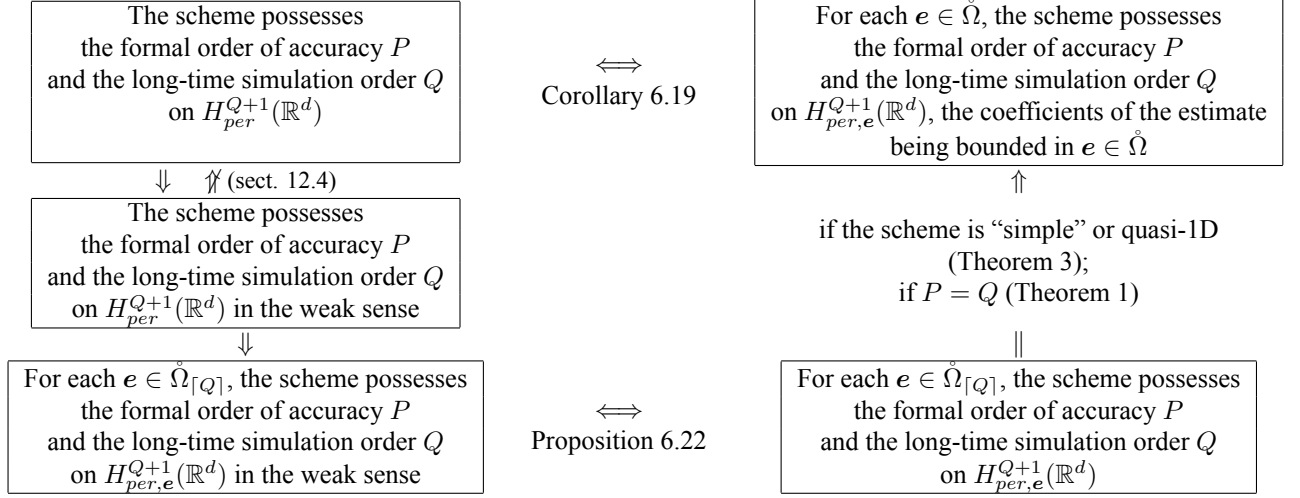 The scheme possesses
the formal order of accuracy P
and the long-time simulation order Q
on H_{per}^{Q+1}(ℝ^d)
⟺
Corollary 6.19
For each e ∈ Ω̊, the scheme possesses
the formal order of accuracy P
and the long-time simulation order Q
on H_{per,e}^{Q+1}(ℝ^d), the coefficients of the estimate
being bounded in e ∈ Ω̊
⇓ ⇑̸ (sect. 12.4)
The scheme possesses
the formal order of accuracy P
and the long-time simulation order Q
on H_{per}^{Q+1}(ℝ^d) in the weak sense
⇑
if the scheme is “simple” or quasi-1D
(Theorem 3);
if P = Q (Theorem 1)
⇓
||
For each e ∈ Ω̊_{⌈Q⌉}, the scheme possesses
the formal order of accuracy P
and the long-time simulation order Q
on H_{per,e}^{Q+1}(ℝ^d) in the weak sense
⟺
Proposition 6.22
For each e ∈ Ω̊_{⌈Q⌉}, the scheme possesses
the formal order of accuracy P
and the long-time simulation order Q
on H_{per,e}^{Q+1}(ℝ^d)